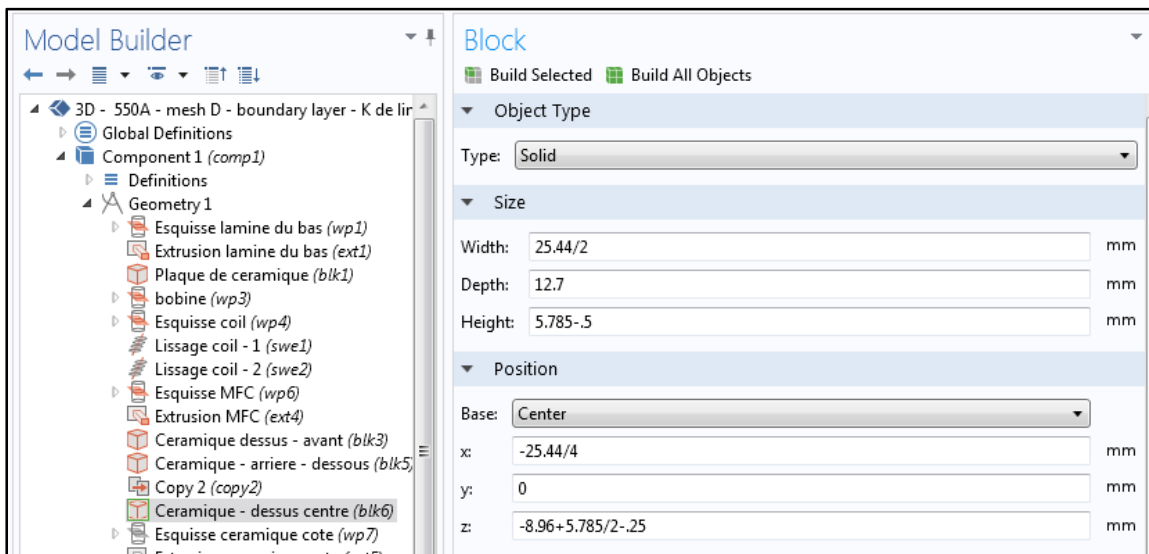 Model Builder
3D - 550A - mesh D - boundary layer - K de lir
Global Definitions
Component 1 (comp1)
Definitions
Geometry 1
Esquisse lamine du bas (wp1)
Extrusion lamine du bas (ext1)
Plaque de ceramique (blk1)
bobine (wp3)
Esquisse coil (wp4)
Lissage coil - 1 (swe1)
Lissage coil - 2 (swe2)
Esquisse MFC (wp6)
Extrusion MFC (ext4)
Ceramique dessus - avant (blk3)
Ceramique - arriere - dessous (blk5)
Copy 2 (copy2)
Ceramique - dessus centre (blk6)
Esquisse ceramique cote (wp7)
Block
Build Selected Build All Objects
Object Type
Type: Solid
Size
Width: 25.44/2 mm
Depth: 12.7 mm
Height: 5.785-.5 mm
Position
Base: Center
x: -25.44/4 mm
y: 0 mm
z: -8.96+5.785/2-.25 mm